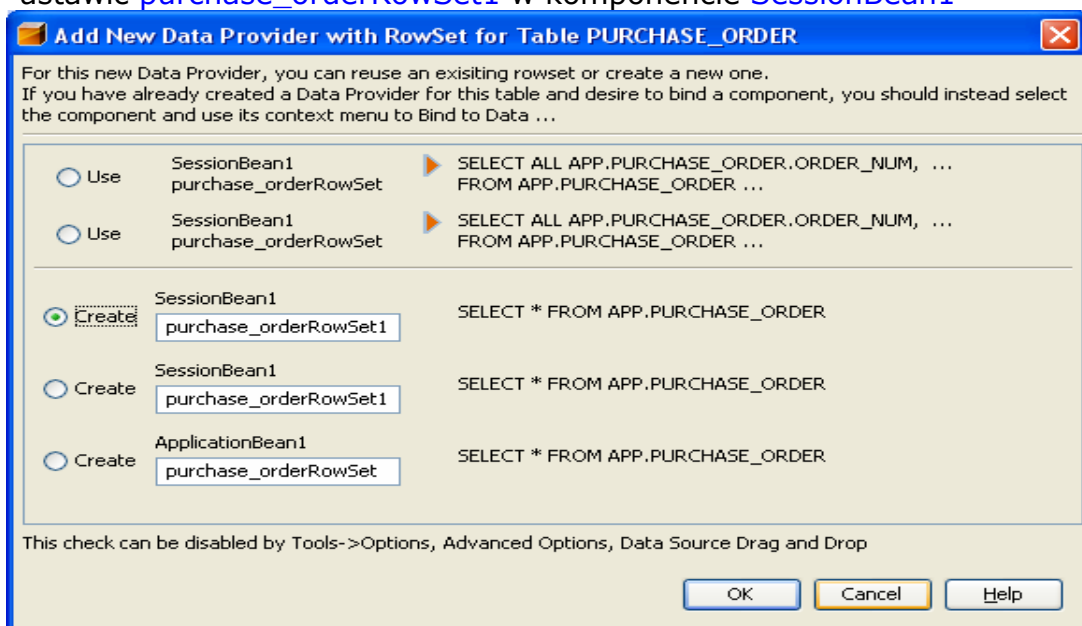 ustawić purchase_orderRowSet1 w komponencie SessionBean1
Add New Data Provider with RowSet for Table PURCHASE_ORDER
For this new Data Provider, you can reuse an exisiting rowset or create a new one.
If you have already created a Data Provider for this table and desire to bind a component, you should instead select
the component and use its context menu to Bind to Data ...
Use SessionBean1 SELECT ALL APP.PURCHASE_ORDER.ORDER_NUM, ...
purchase_orderRowSet FROM APP.PURCHASE_ORDER ...
Use SessionBean1 SELECT ALL APP.PURCHASE_ORDER.ORDER_NUM, ...
purchase_orderRowSet FROM APP.PURCHASE_ORDER ...
SessionBean1
Create purchase_orderRowSet1 SELECT * FROM APP.PURCHASE_ORDER
SessionBean1
Create purchase_orderRowSet1 SELECT * FROM APP.PURCHASE_ORDER
ApplicationBean1
Create purchase_orderRowSet SELECT * FROM APP.PURCHASE_ORDER
This check can be disabled by Tools->Options, Advanced Options, Data Source Drag and Drop
OK Cancel Help